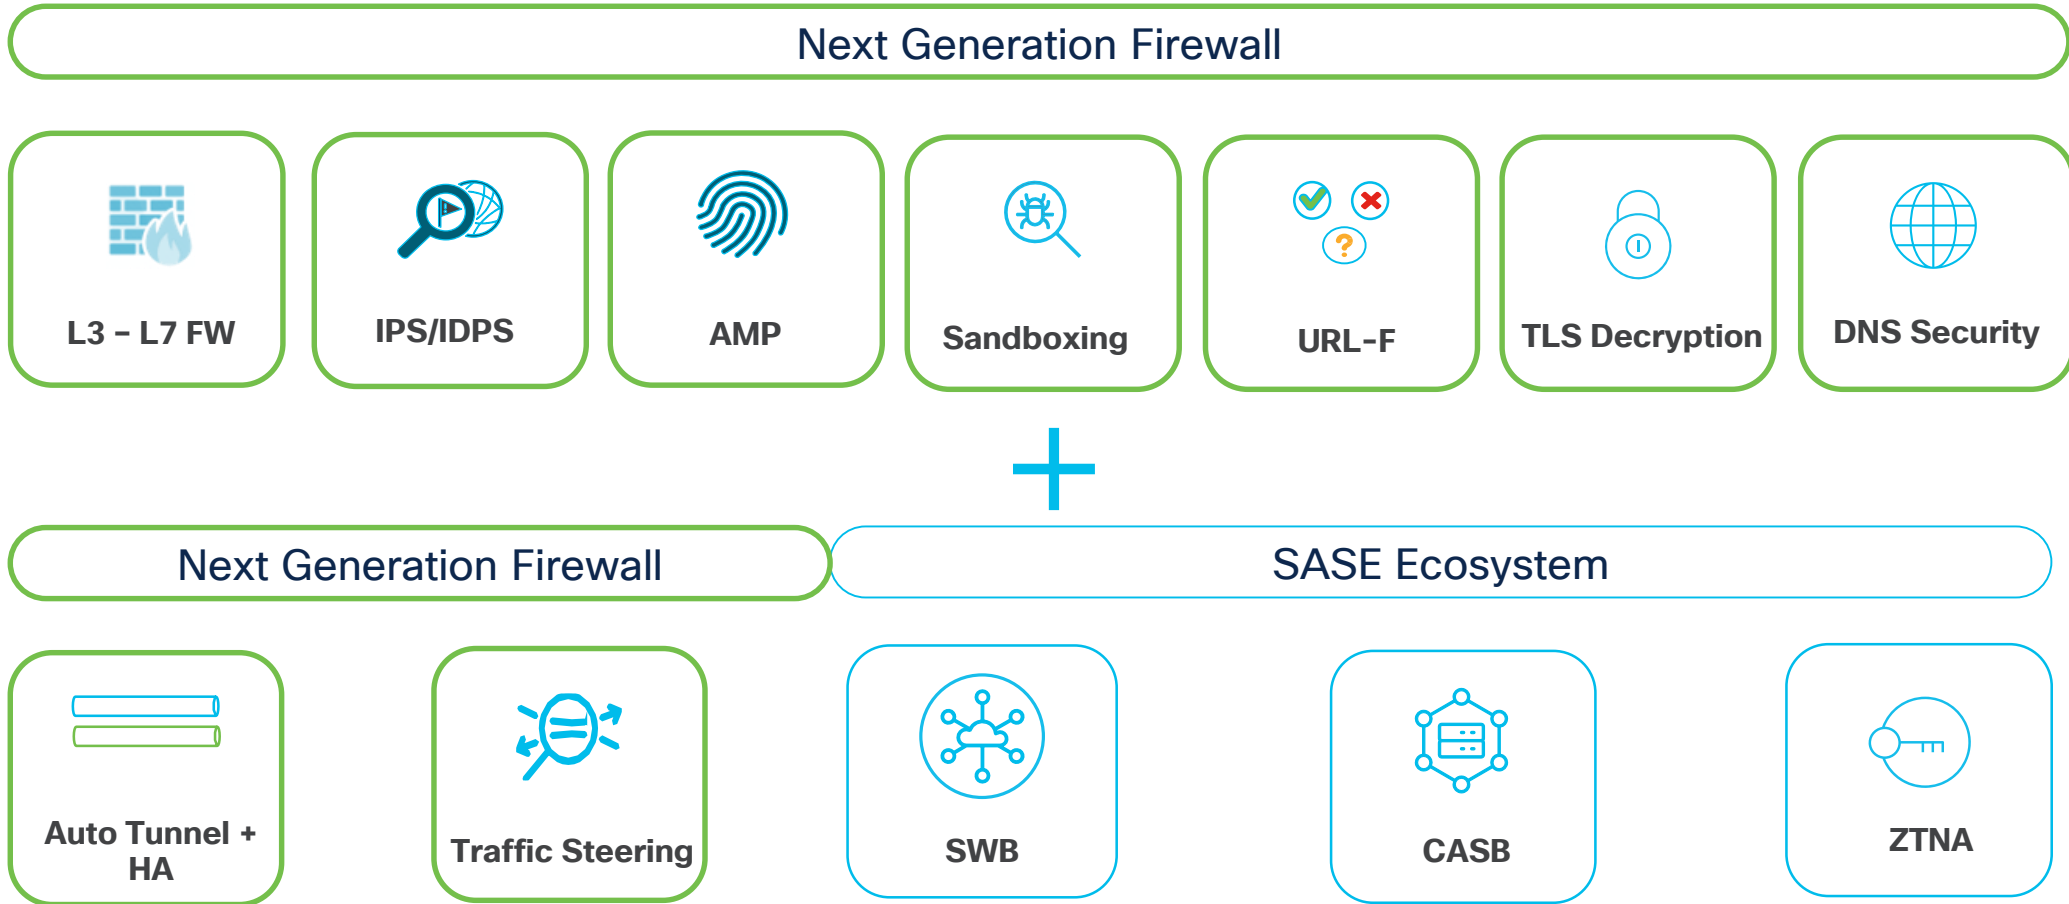 Next Generation Firewall
L3 – L7 FW
IPS/IDPS
AMP
Sandboxing
URL-F
TLS Decryption
DNS Security
Next Generation Firewall
SASE Ecosystem
Auto Tunnel +
HA
Traffic Steering
SWB
CASB
ZTNA